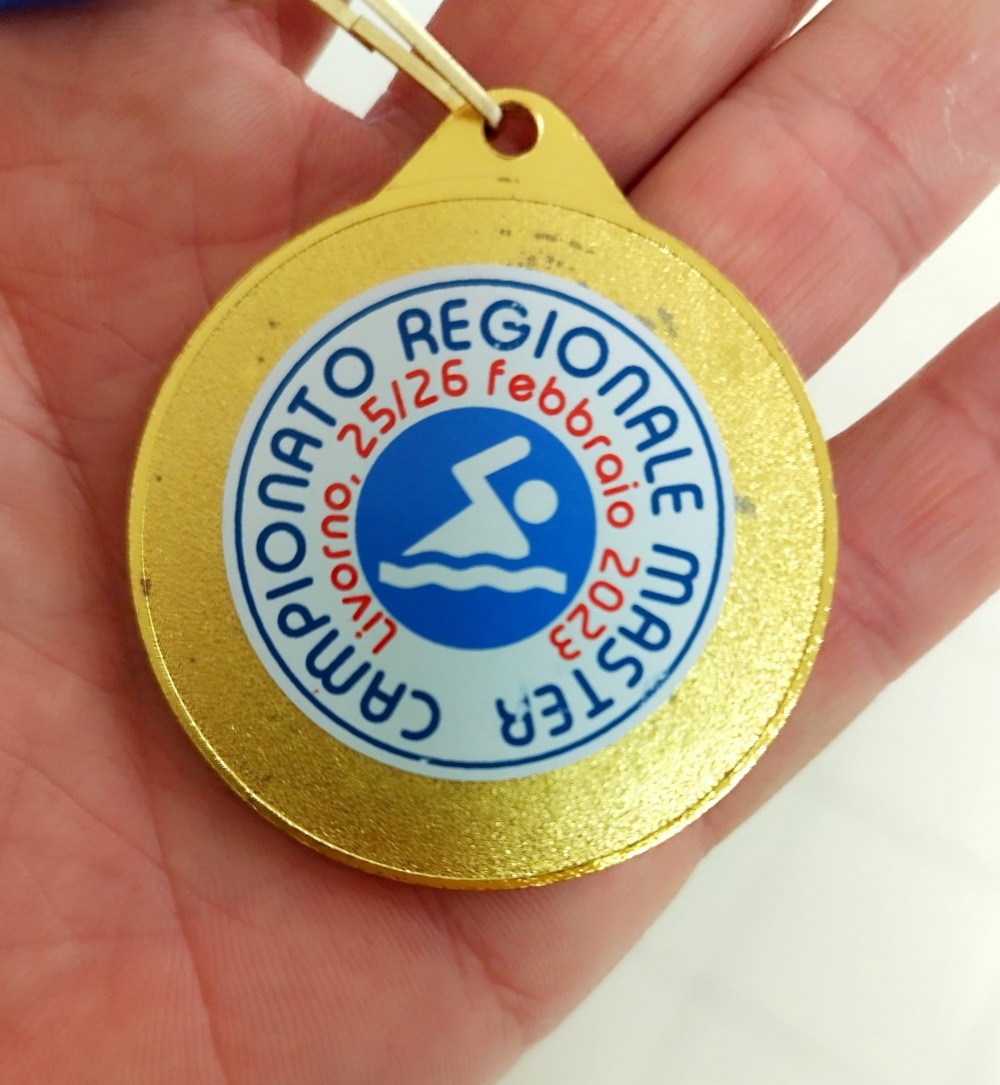 CAMPIONATO REGIONALE MASTER
Livorno, 25/26 febbraio 2023